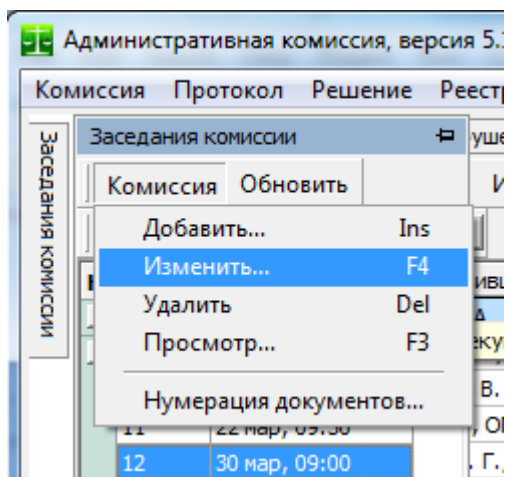 Административная комиссия, версия 5.
Комиссия Протокол Решение Реест
Заседания комиссии
Заседания комиссии
Комиссия Обновить
Добавить... Ins
Изменить... F4
Удалить Del
Просмотр... F3
Нумерация документов...
11 22 мар, 09:30
12 30 мар, 09:00